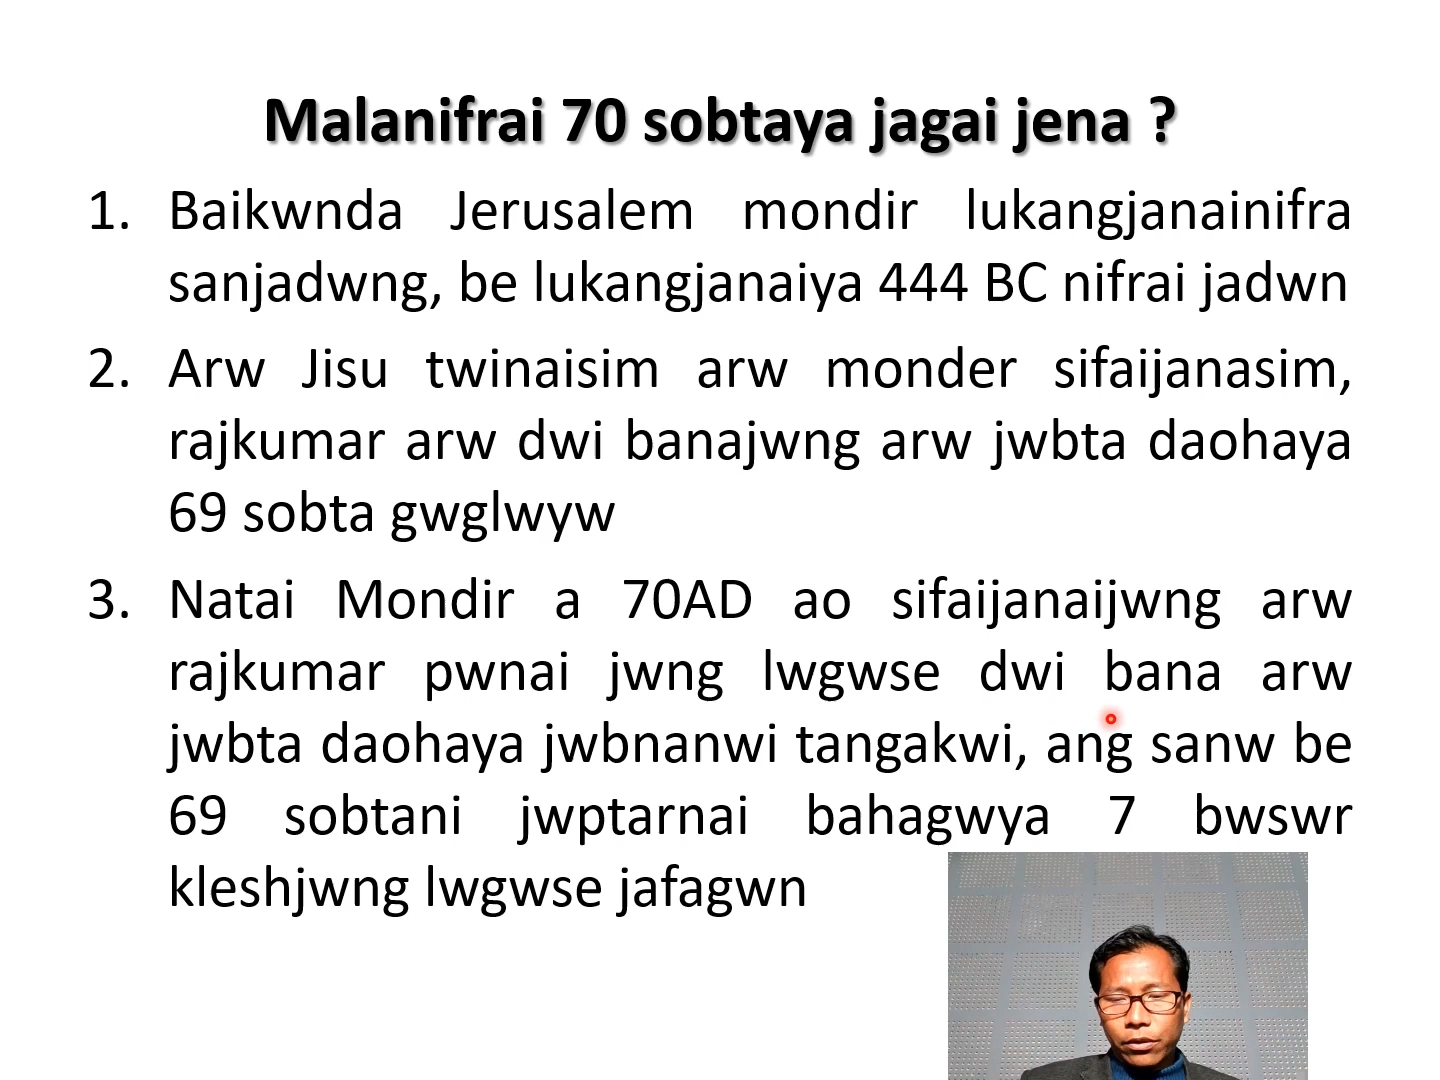 Malanifrai 70 sobtaya jagai jena ?
1. Baikwnda Jerusalem mondir lukangjanainifra
sanjadwng, be lukangjanaiya 444 BC nifrai jadwn
2. Arw Jisu twinaisim arw monder sifaijanasim,
rajkumar arw dwi banajwng arw jwbta daohaya
69 sobta gwglwyw
3. Natai Mondir a 70AD ao sifaijanaijwng arw
rajkumar pwnai jwng lwgwse dwi bana arw
jwbta daohaya jwbnanwi tangakwi, ang sanw be
69 sobtani jwptarnai bahagwya 7 bwswr
kleshjwng lwgwse jafagwn